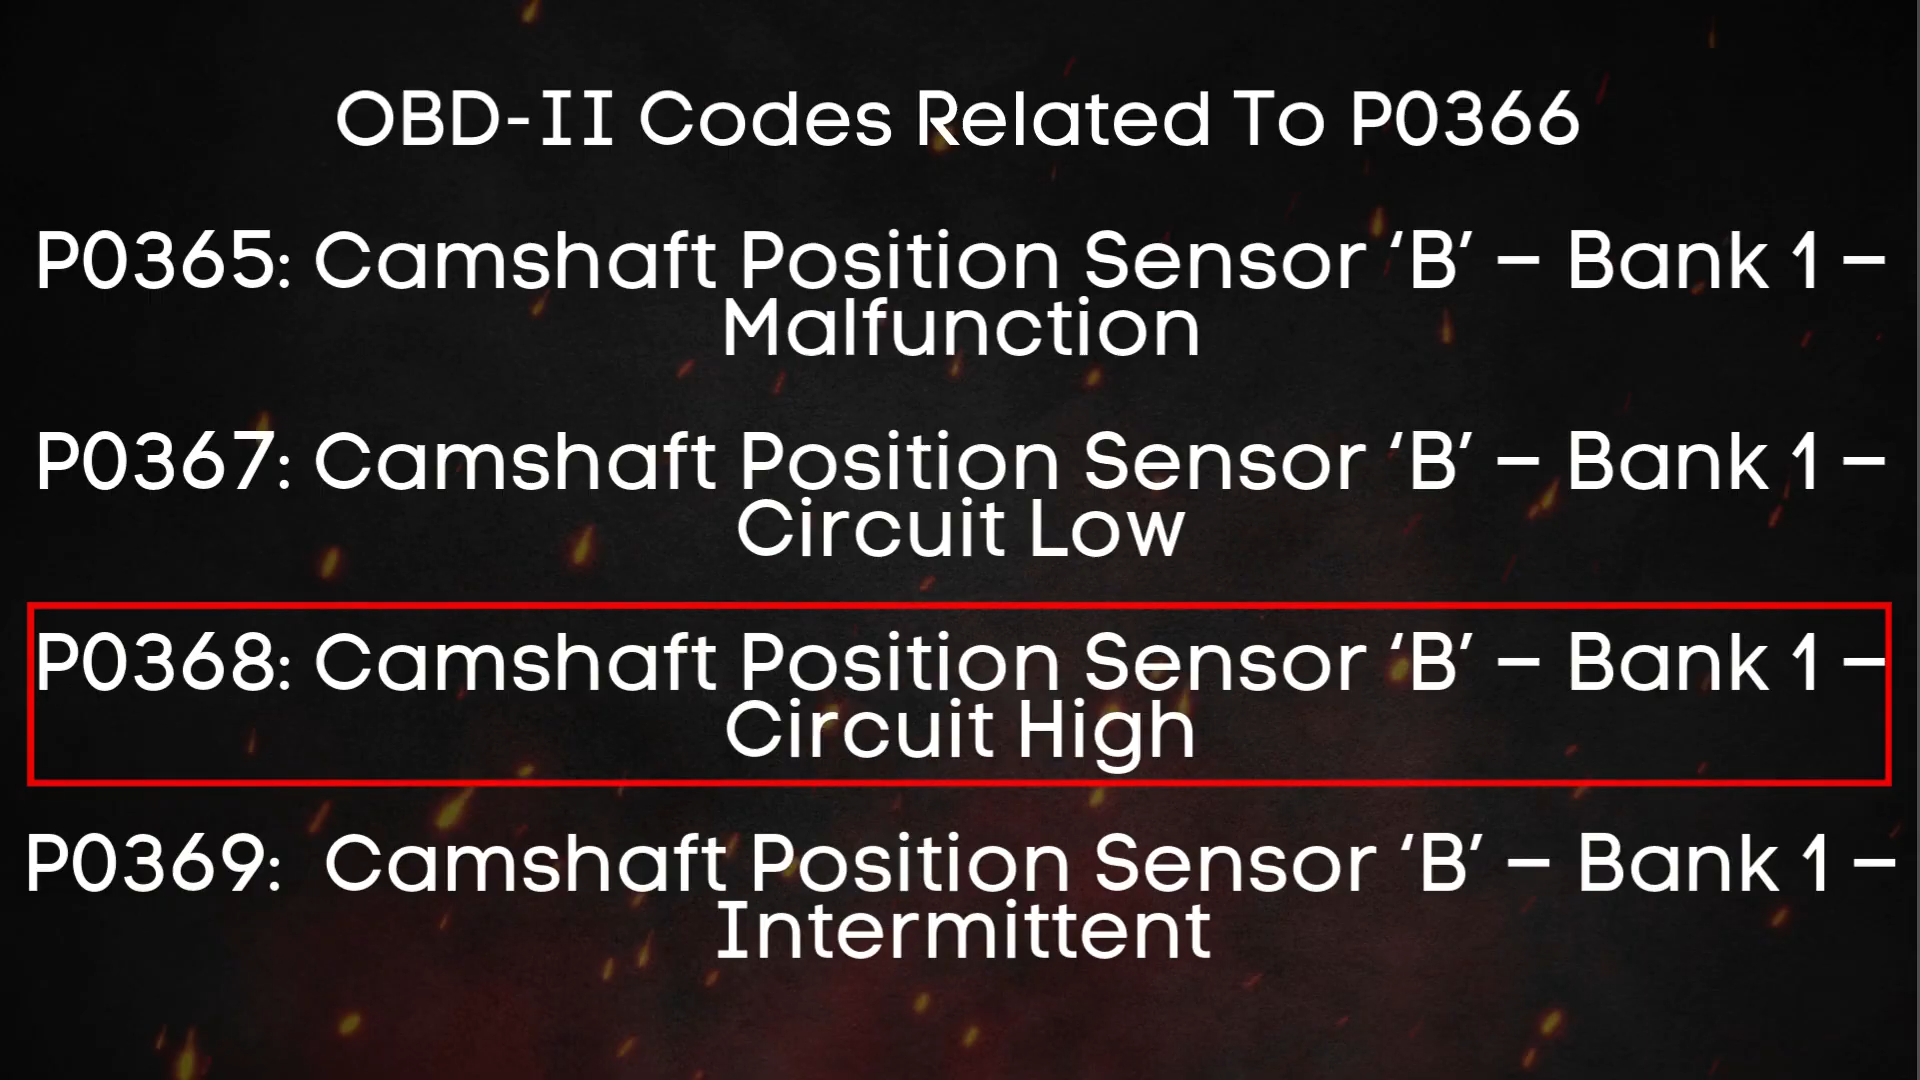 OBD-II Codes Related To P0366
P0365: Camshaft Position Sensor ‘B’ – Bank 1 –
Malfunction
P0367: Camshaft Position Sensor ‘B’ – Bank 1 –
Circuit Low
P0368: Camshaft Position Sensor ‘B’ – Bank 1 –
Circuit High
P0369:  Camshaft Position Sensor ‘B’ – Bank 1 –
Intermittent